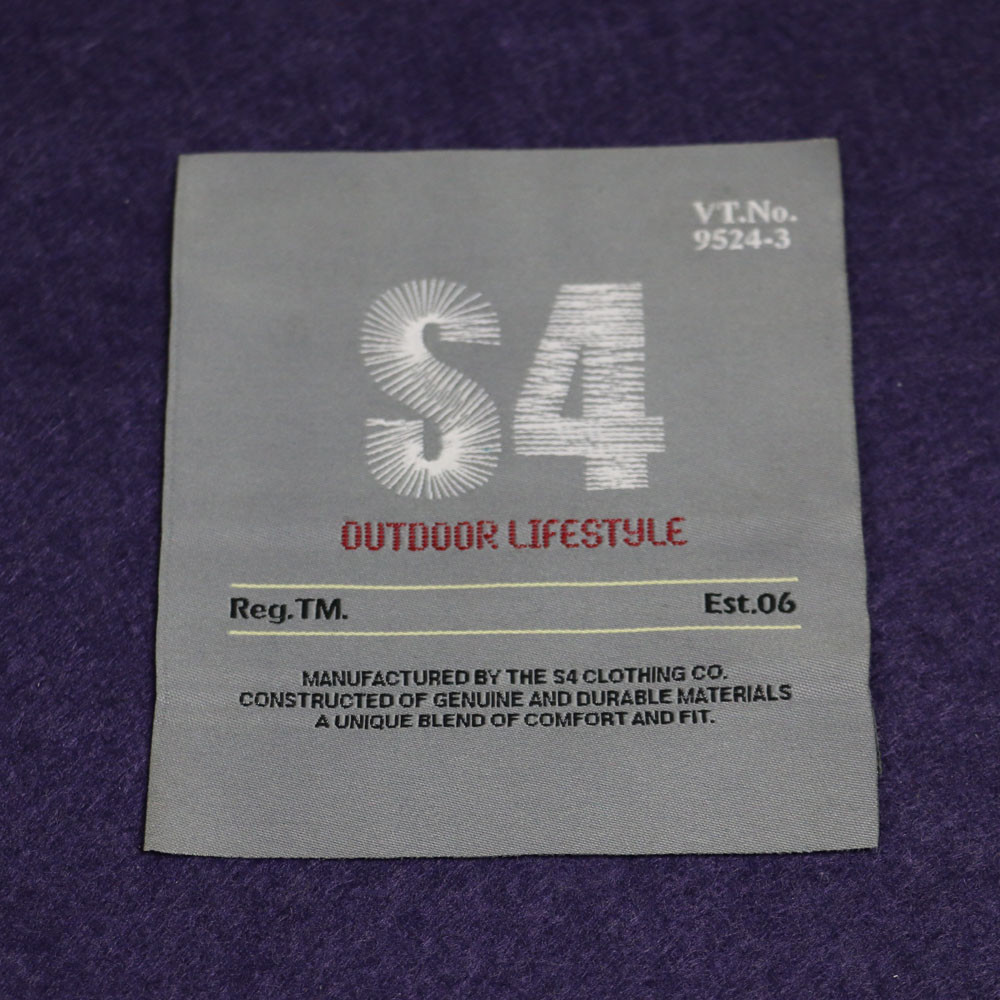 VT.No.
9524-3
S4
OUTDOOR LIFESTYLE
Reg.TM.
Est.06
MANUFACTURED BY THE S4 CLOTHING CO.
CONSTRUCTED OF GENUINE AND DURABLE MATERIALS
A UNIQUE BLEND OF COMFORT AND FIT.